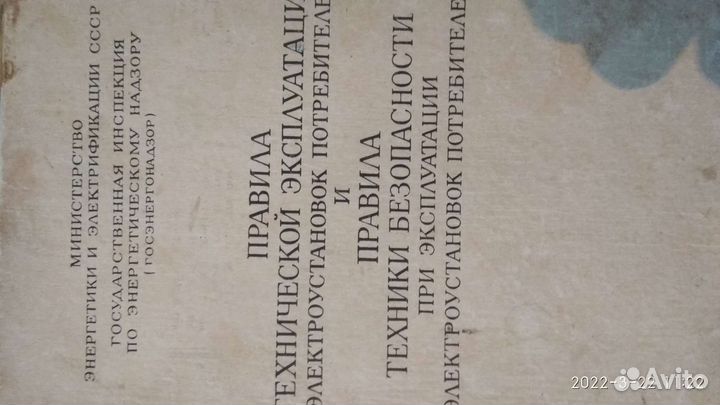 МИНИСТЕРСТВО
ЭНЕРГЕТИКИ И ЭЛЕКТРИФИКАЦИИ СССР
ГОСУДАРСТВЕННАЯ ИНСПЕКЦИЯ
ПО ЭНЕРГЕТИЧЕСКОМУ НАДЗОРУ
(ГОСЭНЕРГОНАДЗОР)
ПРАВИЛА
ТЕХНИЧЕСКОЙ ЭКСПЛУАТАЦИ
ЭЛЕКТРОУСТАНОВОК ПОТРЕБИТЕЛЕ
И
ПРАВИЛА
ТЕХНИКИ БЕЗОПАСНОСТИ
ПРИ ЭКСПЛУАТАЦИИ
ЭЛЕКТРОУСТАНОВОК ПОТРЕБИТЕЛЕ
2022-3-22
Avito